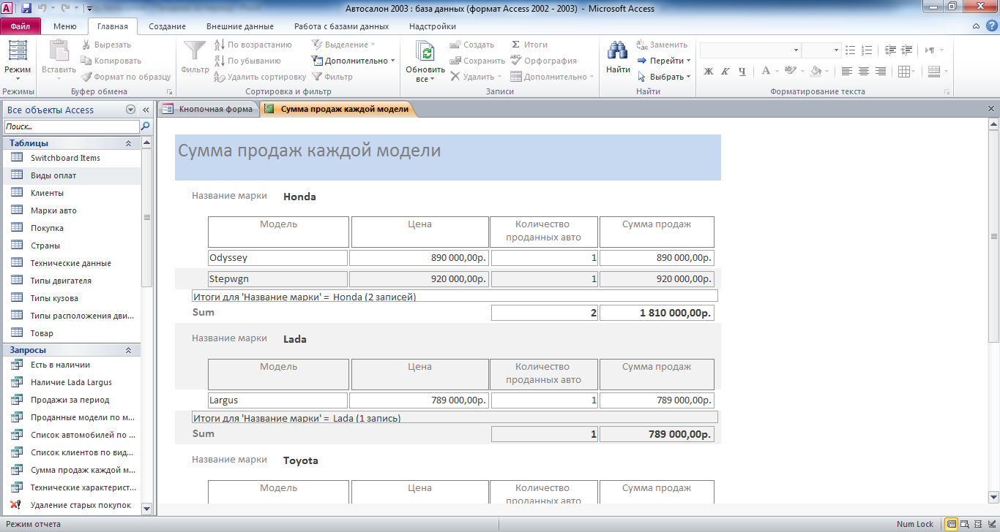 Автосалон 2003 : база данных (формат Access 2002 - 2003) - Microsoft Access
Файл Меню Главная Создание Внешние данные Работа с базами данных Надстройки
Режим
Режимы
Вставить
Вырезать
Копировать
Формат по образцу
Буфер обмена
Фильтр
По возрастанию
По убыванию
Удалить сортировку
Выделение
Дополнительно
Фильтр
Сортировка и фильтр
Обновить
все
Создать
Сохранить
Удалить
Σ Итоги
Орфография
Дополнительно
Записи
Найти
Заменить
Перейти
Выбрать
Найти
Ж К Ч A
Форматирование текста
Все объекты Access
Поиск...
Таблицы
Switchboard Items
Виды оплат
Клиенты
Марки авто
Покупка
Страны
Технические данные
Типы двигателя
Типы кузова
Типы расположения дви...
Товар
Запросы
Есть в наличии
Наличие Lada Largus
Продажи за период
Проданные модели по м...
Список автомобилей по ...
Список клиентов по вид...
Сумма продаж каждой м...
Технические характерист...
Удаление старых покупок
Кнопочная форма Сумма продаж каждой модели
Сумма продаж каждой модели
Название марки Honda
Модель Цена Количество проданных авто Сумма продаж
Odyssey 890 000,00р. 1 890 000,00р.
Stepwgn 920 000,00р. 1 920 000,00р.
Итоги для 'Название марки' = Honda (2 записей)
Sum 2 1 810 000,00р.
Название марки Lada
Модель Цена Количество проданных авто Сумма продаж
Largus 789 000,00р. 1 789 000,00р.
Итоги для 'Название марки' = Lada (1 запись)
Sum 1 789 000,00р.
Название марки Toyota
Модель Цена Количество проданных авто Сумма продаж
Режим отчета Num Lock